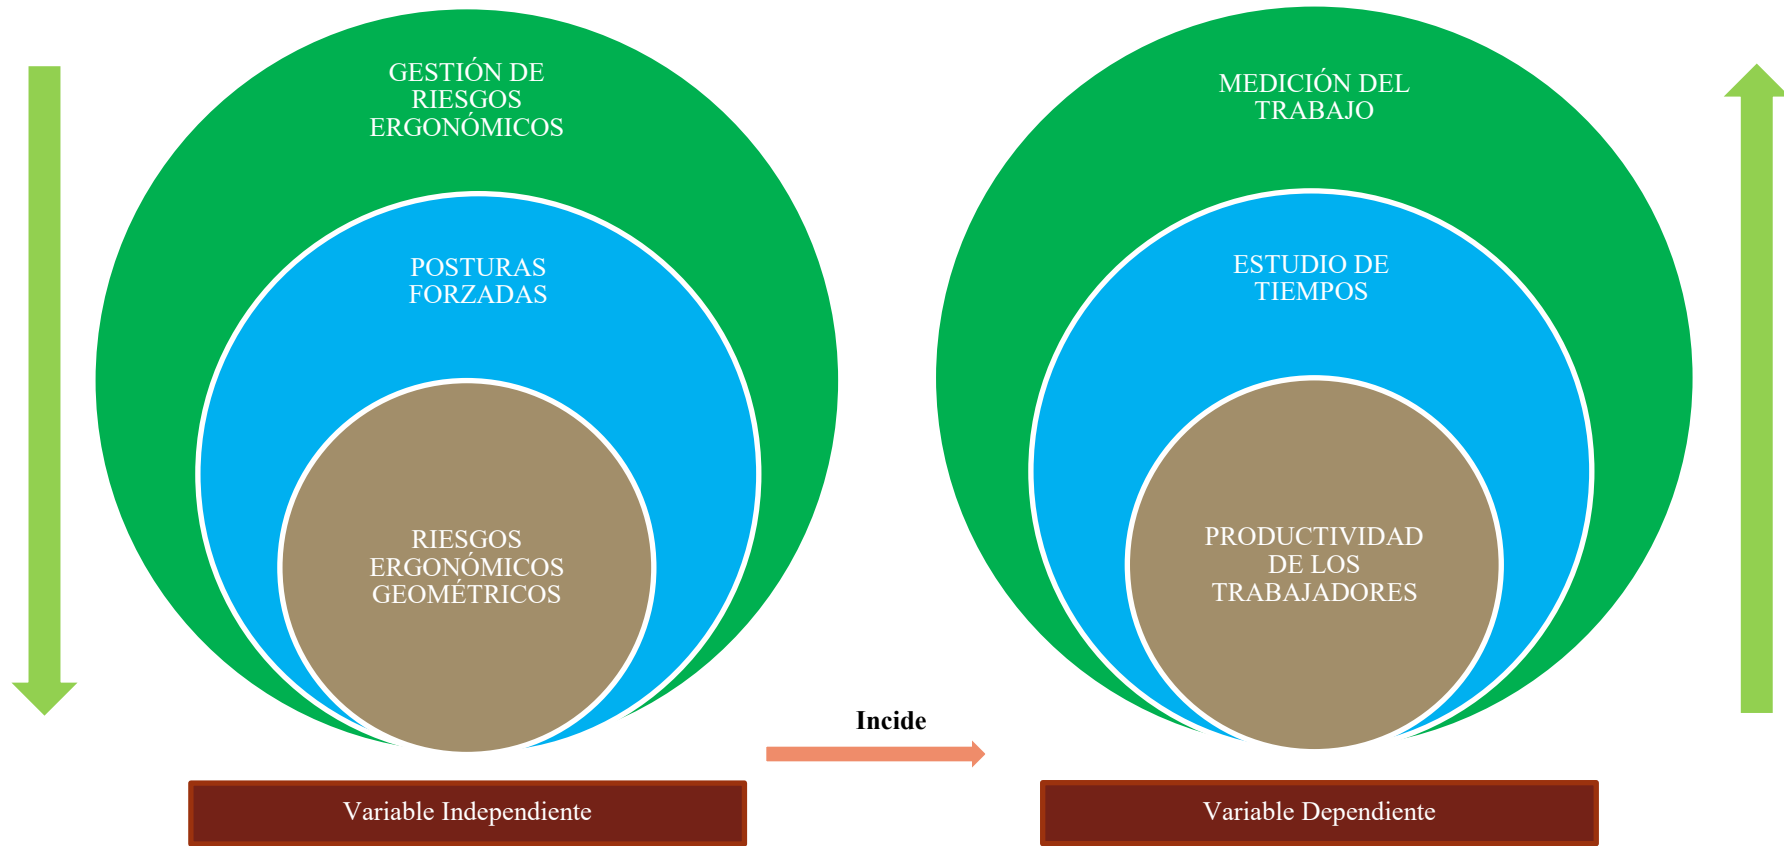 GESTIÓN DE
RIESGOS
ERGONÓMICOS
POSTURAS
FORZADAS
RIESGOS
ERGONÓMICOS
GEOMÉTRICOS
Variable Independiente
Incide
MEDICIÓN DEL
TRABAJO
ESTUDIO DE
TIEMPOS
PRODUCTIVIDAD
DE LOS
TRABAJADORES
Variable Dependiente